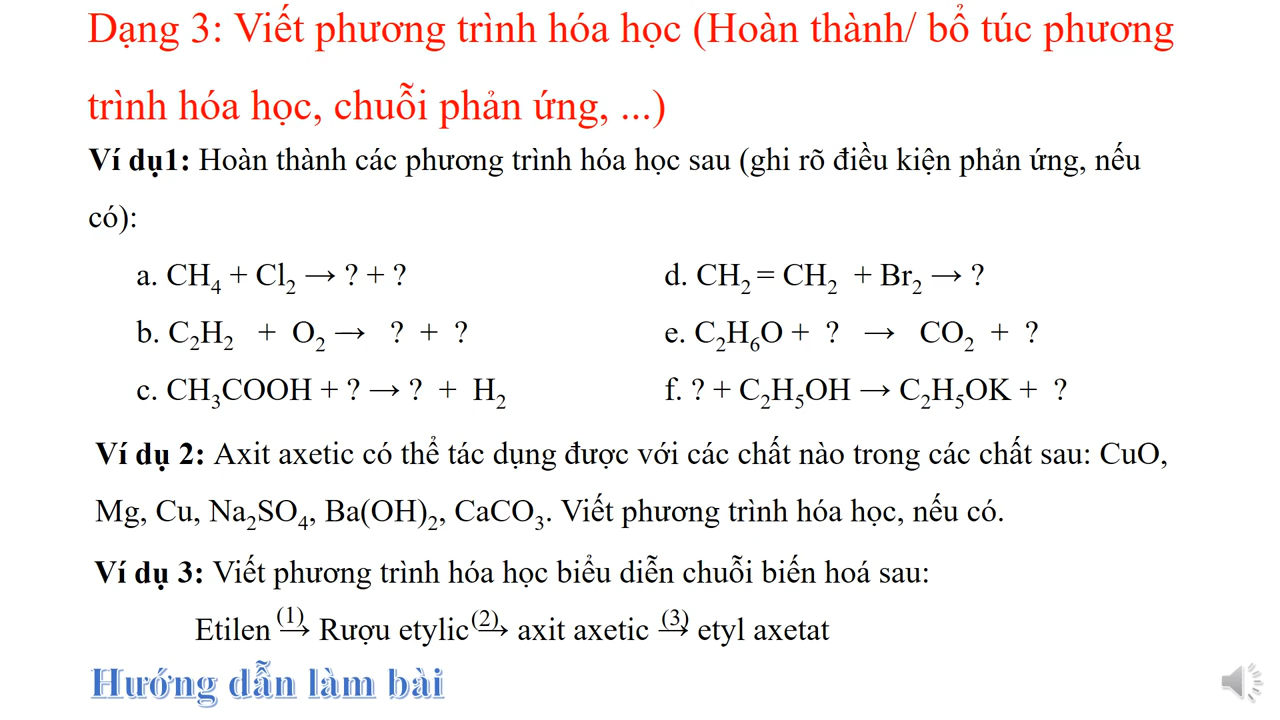 Dạng 3: Viết phương trình hóa học (Hoàn thành/ bổ túc phương
trình hóa học, chuỗi phản ứng, ...)
Ví dụ1: Hoàn thành các phương trình hóa học sau (ghi rõ điều kiện phản ứng, nếu
có):
a. CH₄ + Cl₂ → ? + ?
d. CH₂ = CH₂ + Br₂ → ?
b. C₂H₂ + O₂ → ? + ?
e. C₂H₆O + ? → CO₂ + ?
c. CH₃COOH + ? → ? + H₂
f. ? + C₂H₅OH → C₂H₅OK + ?
Ví dụ 2: Axit axetic có thể tác dụng được với các chất nào trong các chất sau: CuO,
Mg, Cu, Na₂SO₄, Ba(OH)₂, CaCO₃. Viết phương trình hóa học, nếu có.
Ví dụ 3: Viết phương trình hóa học biểu diễn chuỗi biến hoá sau:
Etilen (1)→ Rượu etylic (2)→ axit axetic (3)→ etyl axetat
Hướng dẫn làm bài